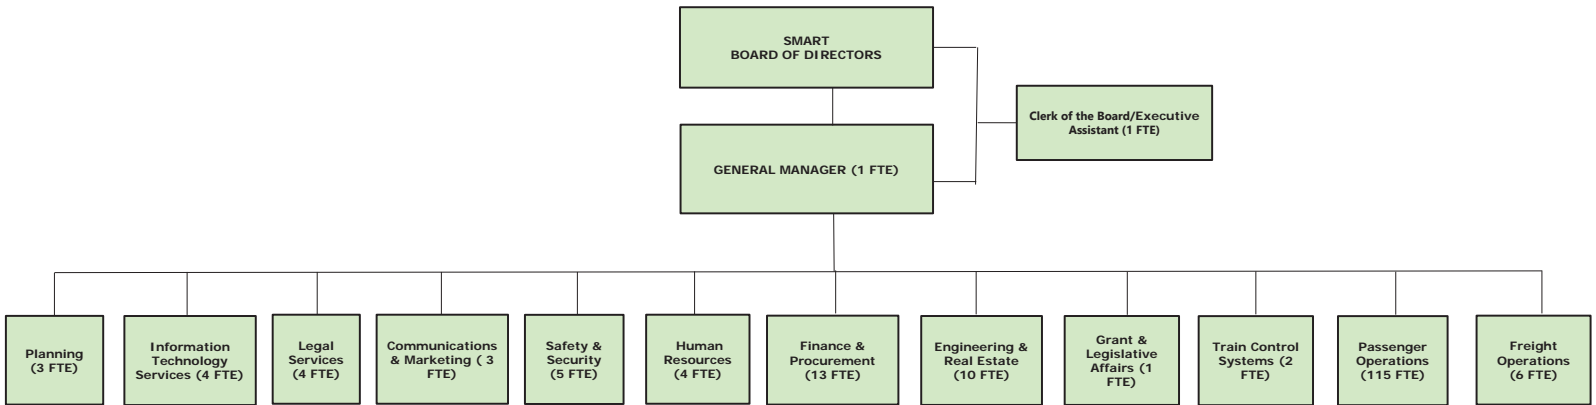 SMART
BOARD OF DIRECTORS
Clerk of the Board/Executive
Assistant (1 FTE)
GENERAL MANAGER (1 FTE)
Planning
(3 FTE)
Information
Technology
Services (4 FTE)
Legal
Services
(4 FTE)
Communications
& Marketing ( 3
FTE)
Safety &
Security
(5 FTE)
Human
Resources
(4 FTE)
Finance &
Procurement
(13 FTE)
Engineering &
Real Estate
(10 FTE)
Grant &
Legislative
Affairs (1
FTE)
Train Control
Systems (2
FTE)
Passenger
Operations
(115 FTE)
Freight
Operations
(6 FTE)